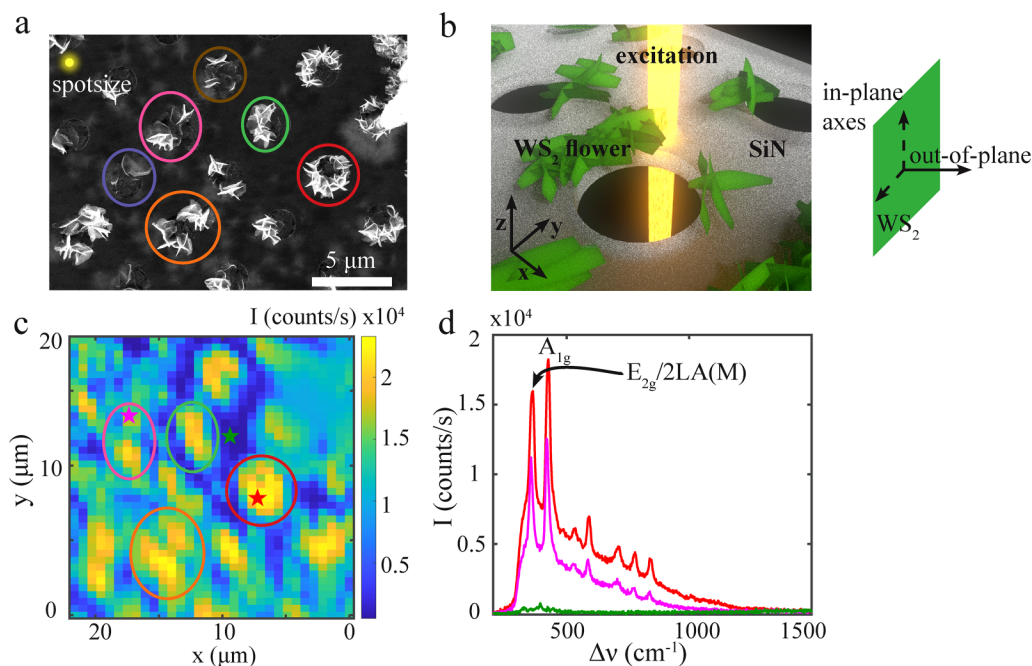 a
spotsize
5 μm
b
excitation
WS₂ flower
SiN
z
y
x
in-plane
axes
out-of-plane
WS₂
c
I (counts/s) x10⁴
20
10
0
y (μm)
20
10
0
x (μm)
2
1.5
1
0.5
d
x10⁴
2
1.5
1
0.5
0
I (counts/s)
A₁g
E₂g/2LA(M)
500
1000
1500
Δν (cm⁻¹)